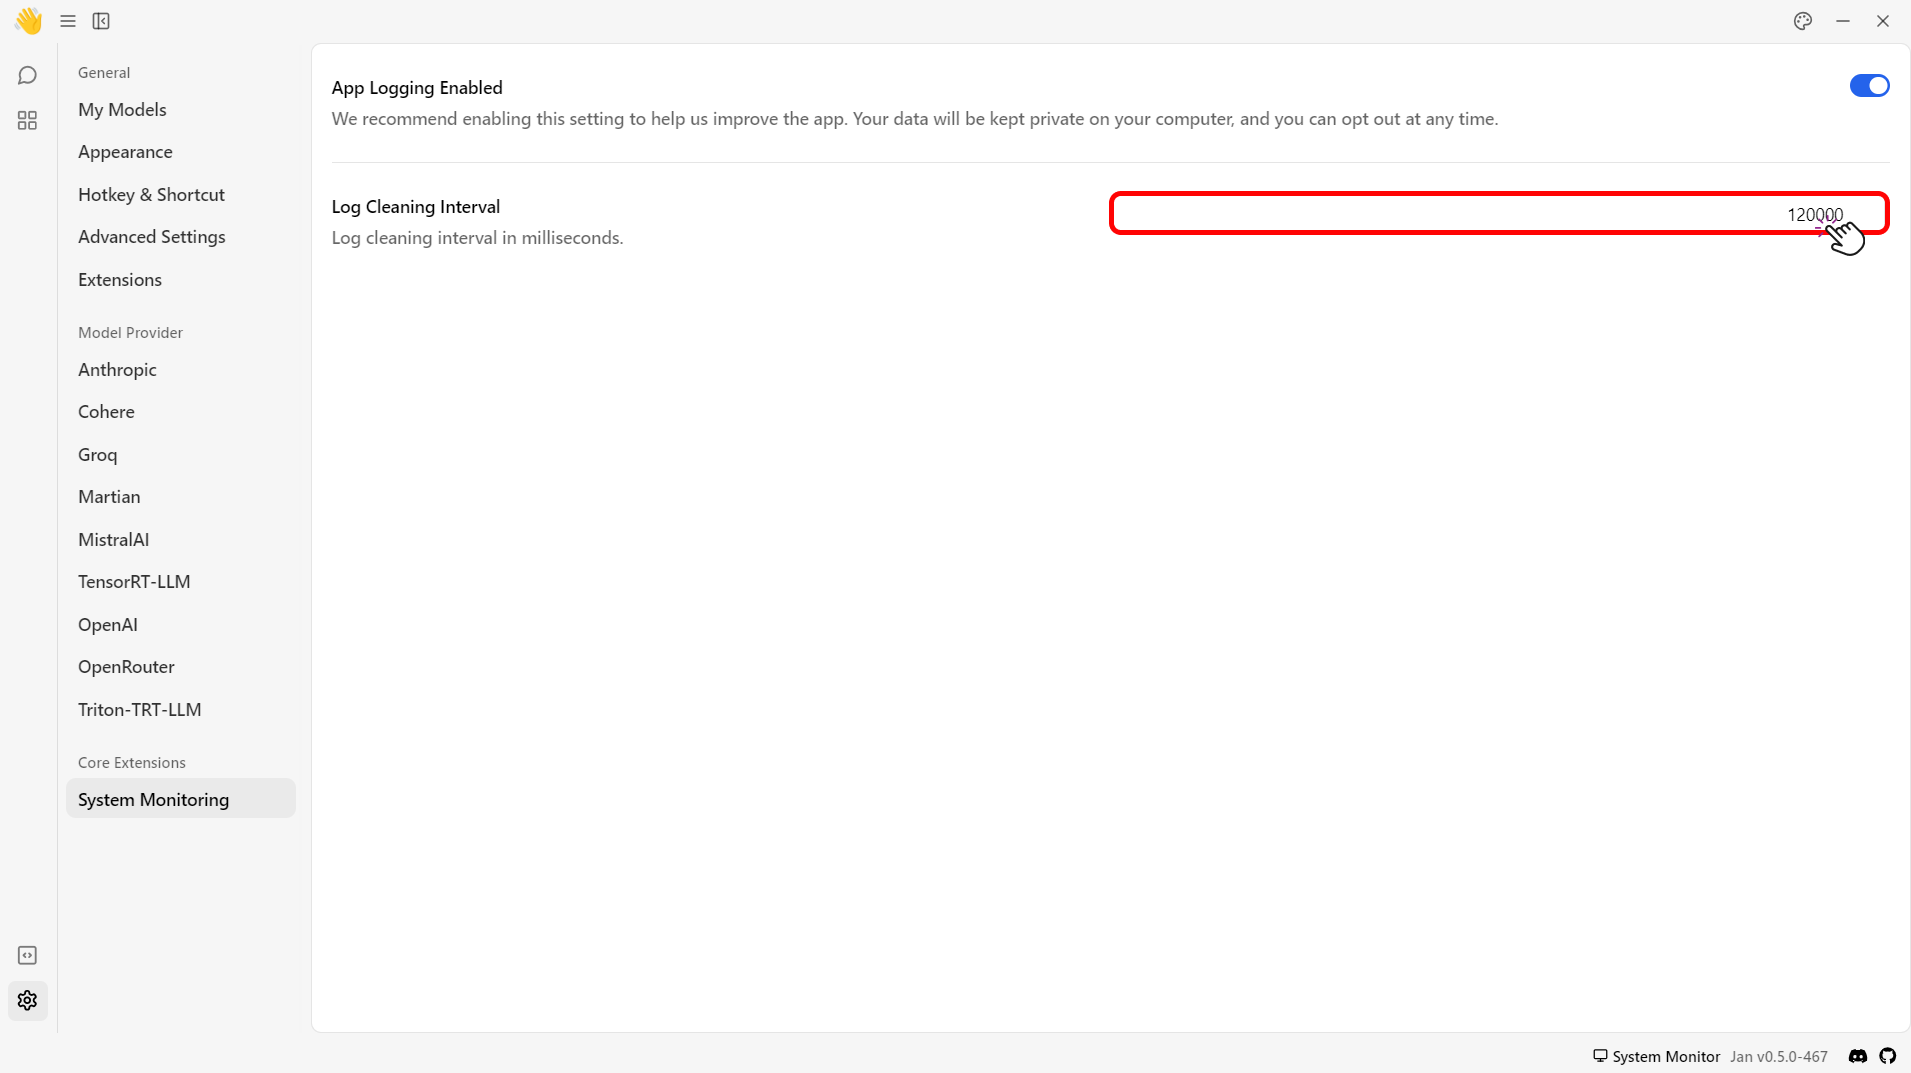 General
My Models
Appearance
Hotkey & Shortcut
Advanced Settings
Extensions
Model Provider
Anthropic
Cohere
Groq
Martian
MistralAI
TensorRT-LLM
OpenAI
OpenRouter
Triton-TRT-LLM
Core Extensions
System Monitoring
App Logging Enabled
We recommend enabling this setting to help us improve the app. Your data will be kept private on your computer, and you can opt out at any time.
Log Cleaning Interval
120000
Log cleaning interval in milliseconds.
System Monitor Jan v0.5.0-467